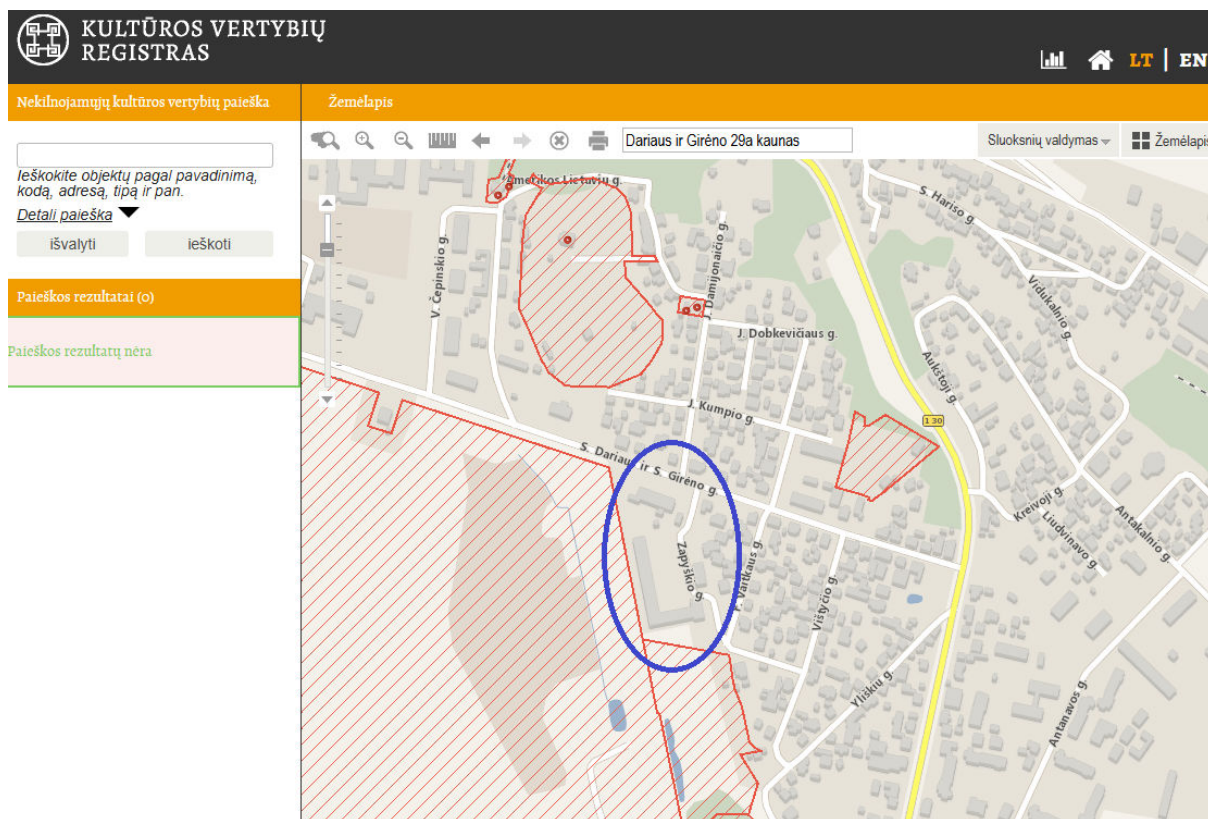 KULTŪROS VERTYBIŲ
REGISTRAS
LT | EN
Nekilnojamųjų kultūros vertybių paieška
Žemėlapis
Dariaus ir Girėno 29a kaunas
Sluoksnių valdymas
Žemėlapis
Ieškokite objektų pagal pavadinimą,
kodą, adresą, tipą ir pan.
Detali paieška
išvalyti
ieškoti
Paieškos rezultatai (0)
Paieškos rezultatų nėra
Amerikos Lietuvių g.
S. Hariso g.
V. Čepinskio g.
J. Damijonaičio g.
Vidukalnio g.
J. Dobkevičiaus g.
Aukštoji g.
J. Kumpio g.
130
S. Dariaus ir S. Girėno g.
Kreivoji g.
Liudvinavo g.
Antakalnio g.
Zapyškio g.
F. Vaitkaus g.
Vištyčio g.
Yliškių g.
Antanavos g.